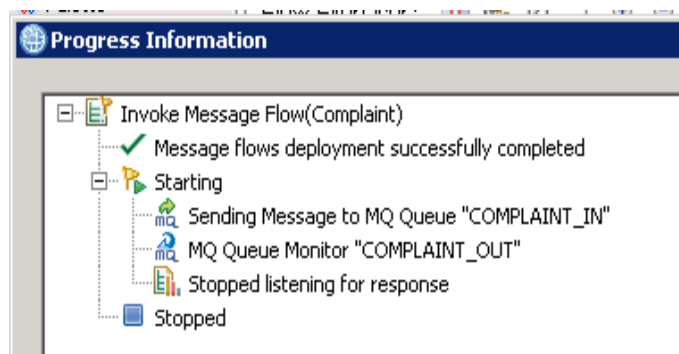 Progress Information
Invoke Message Flow(Complaint)
Message flows deployment successfully completed
Starting
Sending Message to MQ Queue "COMPLAINT_IN"
MQ Queue Monitor "COMPLAINT_OUT"
Stopped listening for response
Stopped